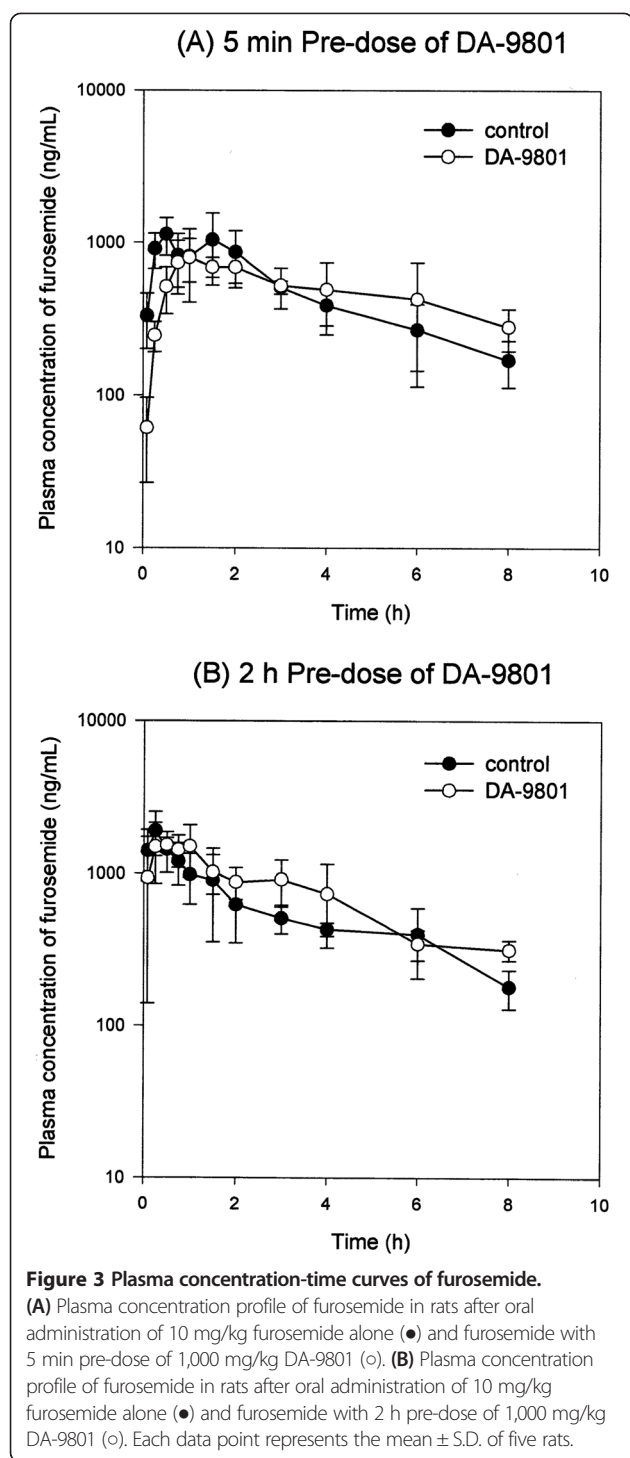 (A) 5 min Pre-dose of DA-9801
10000
1000
100
10
Plasma concentration of furosemide (ng/mL)
control
DA-9801
0 2 4 6 8 10
Time (h)
(B) 2 h Pre-dose of DA-9801
10000
1000
100
10
Plasma concentration of furosemide (ng/mL)
control
DA-9801
0 2 4 6 8 10
Time (h)
Figure 3 Plasma concentration-time curves of furosemide.
(A) Plasma concentration profile of furosemide in rats after oral
administration of 10 mg/kg furosemide alone (●) and furosemide with
5 min pre-dose of 1,000 mg/kg DA-9801 (○). (B) Plasma concentration
profile of furosemide in rats after oral administration of 10 mg/kg
furosemide alone (●) and furosemide with 2 h pre-dose of 1,000 mg/kg
DA-9801 (○). Each data point represents the mean ± S.D. of five rats.